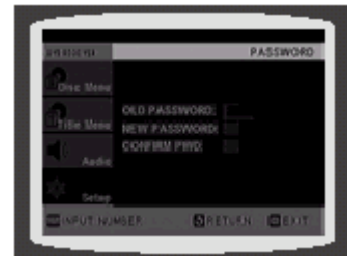 PASSWORD
Disc Menu
Title Menu
OLD PASSWORD:
NEW PASSWORD:
CONFIRM PWD:
Audio
Setup
INPUT NUMBER RETURN EXIT